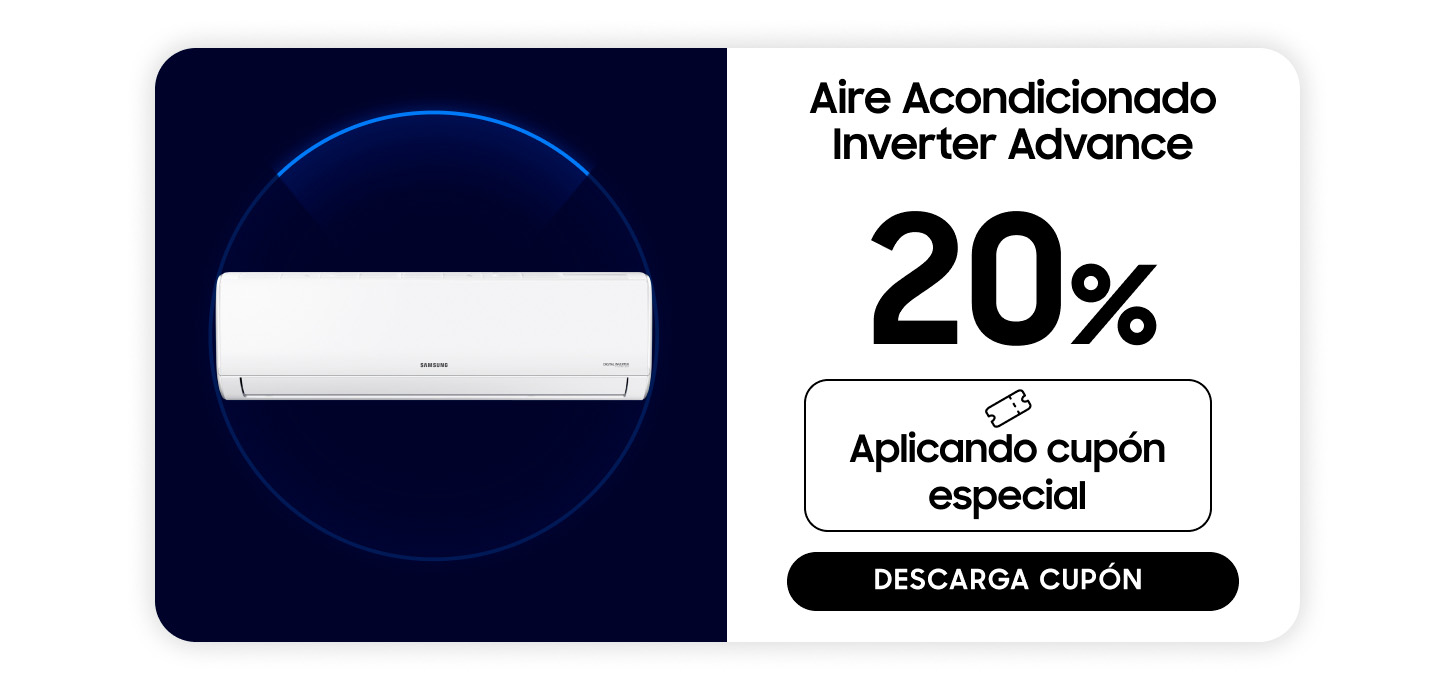 SAMSUNG
Aire Acondicionado
Inverter Advance
20%
Aplicando cupón
especial
DESCARGA CUPÓN